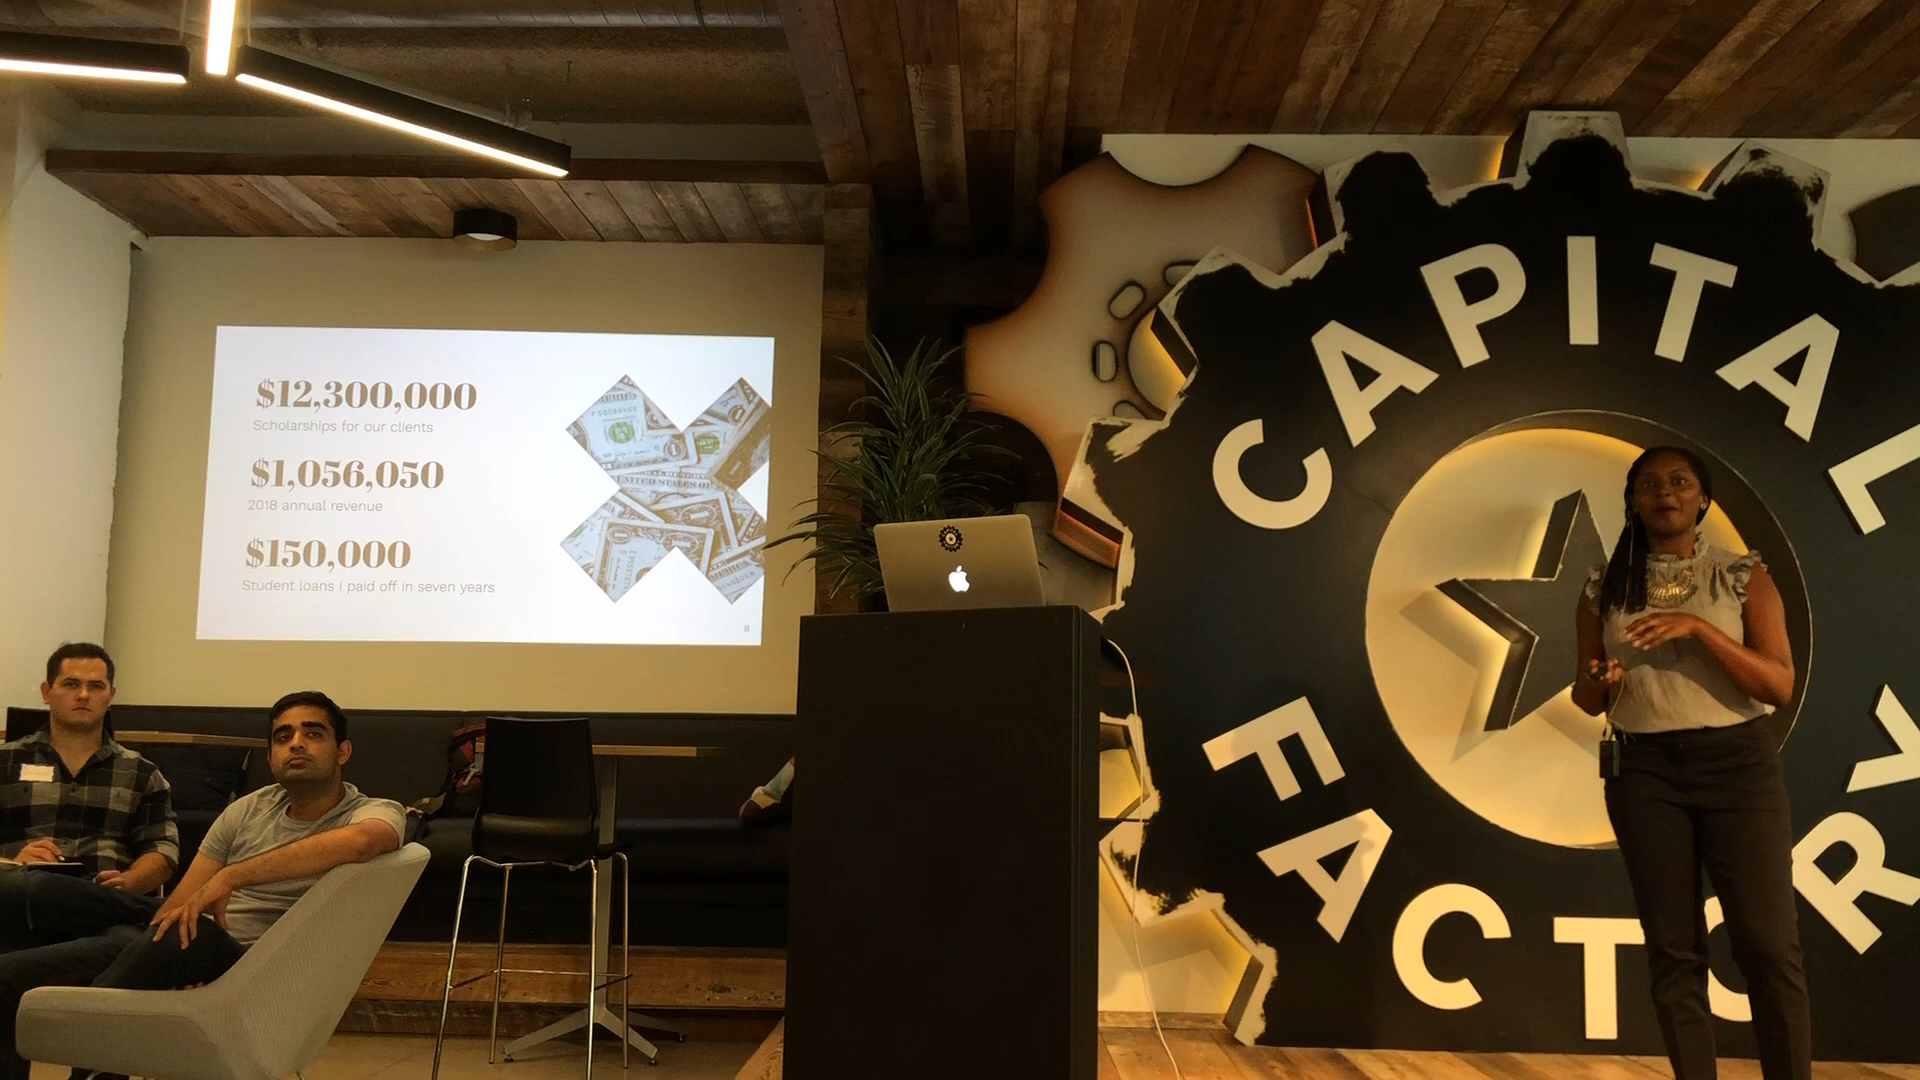 $12,300,000
Scholarships for our clients
$1,056,050
2018 annual revenue
$150,000
Student loans I paid off in seven years
8
CAPITAL
FACTORY